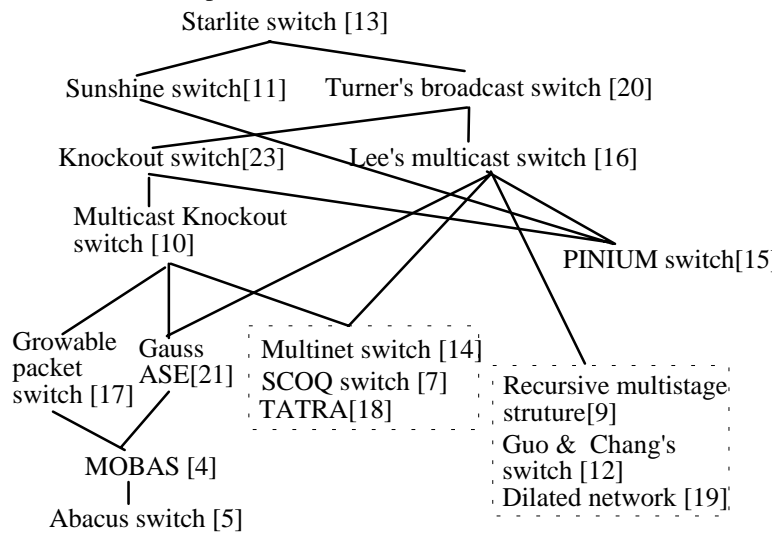 Starlite switch [13]
Sunshine switch[11]
Turner's broadcast switch [20]
Knockout switch[23]
Lee's multicast switch [16]
Multicast Knockout
switch [10]
PINIUM switch[15]
Growable
packet
switch [17]
Gauss
ASE[21]
Multinet switch [14]
SCOQ switch [7]
TATRA[18]
Recursive multistage
struture[9]
Guo & Chang's
switch [12]
Dilated network [19]
MOBAS [4]
Abacus switch [5]